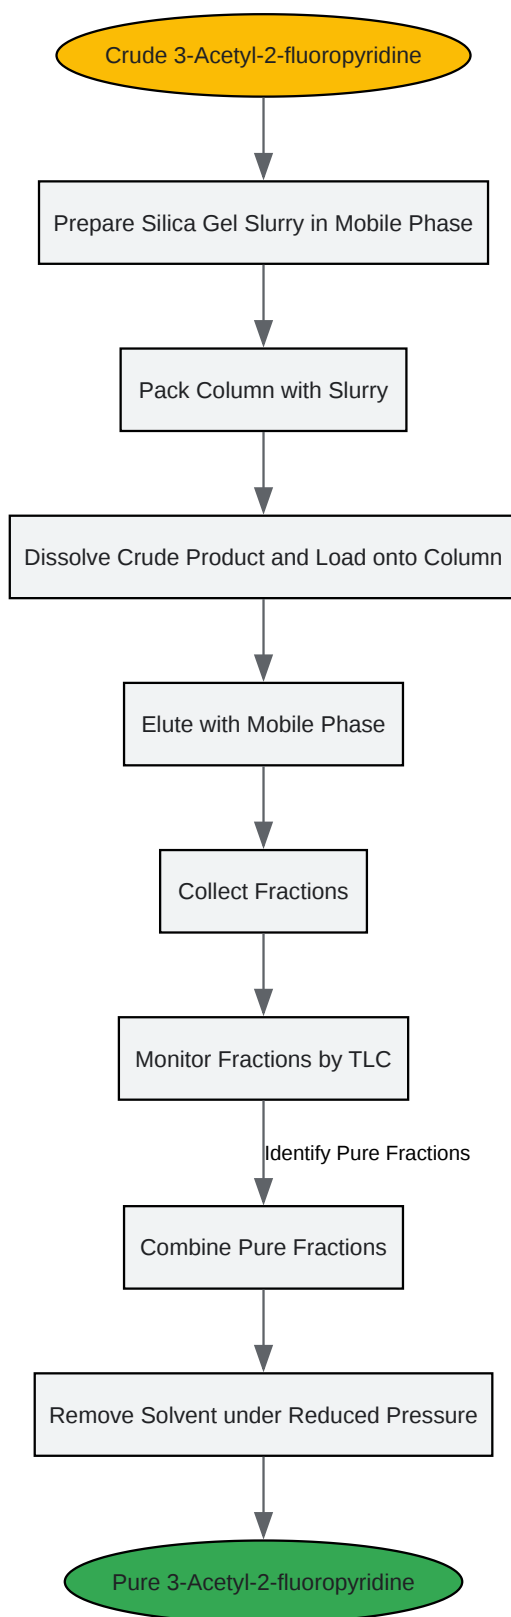 Crude 3-Acetyl-2-fluoropyridine
Prepare Silica Gel Slurry in Mobile Phase
Pack Column with Slurry
Dissolve Crude Product and Load onto Column
Elute with Mobile Phase
Collect Fractions
Monitor Fractions by TLC
Identify Pure Fractions
Combine Pure Fractions
Remove Solvent under Reduced Pressure
Pure 3-Acetyl-2-fluoropyridine